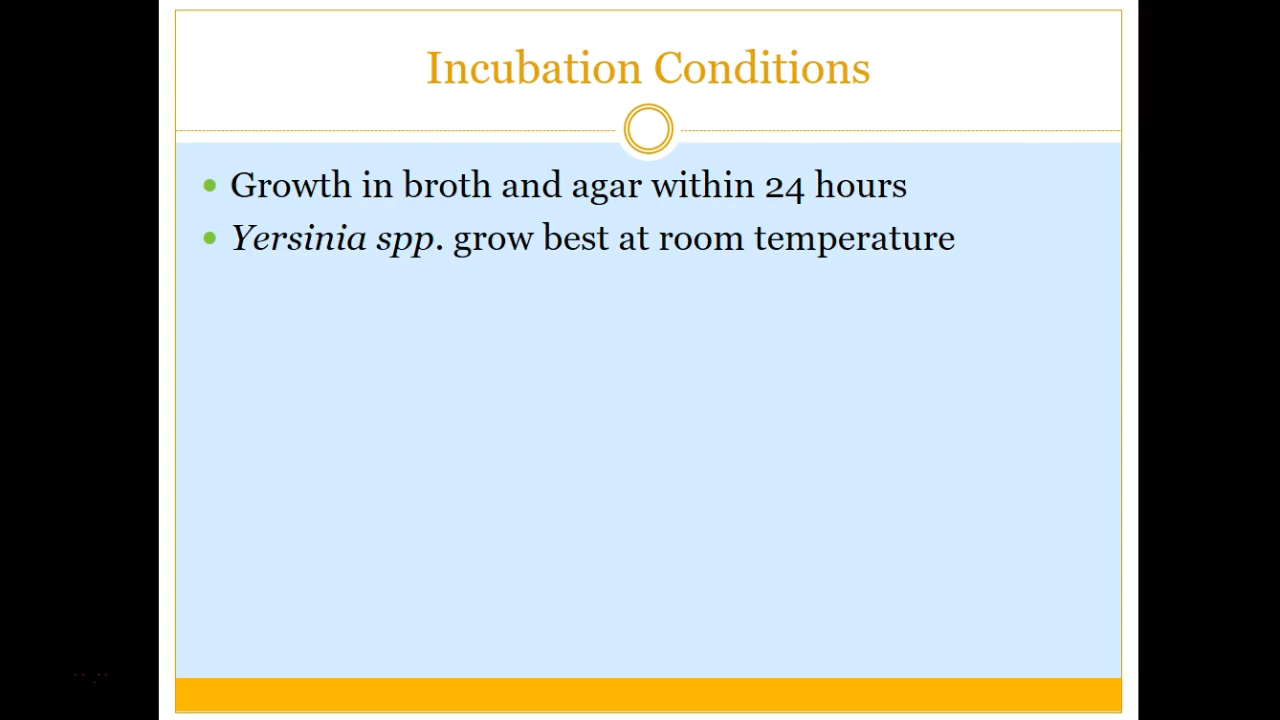 Incubation Conditions
Growth in broth and agar within 24 hours
Yersinia spp. grow best at room temperature